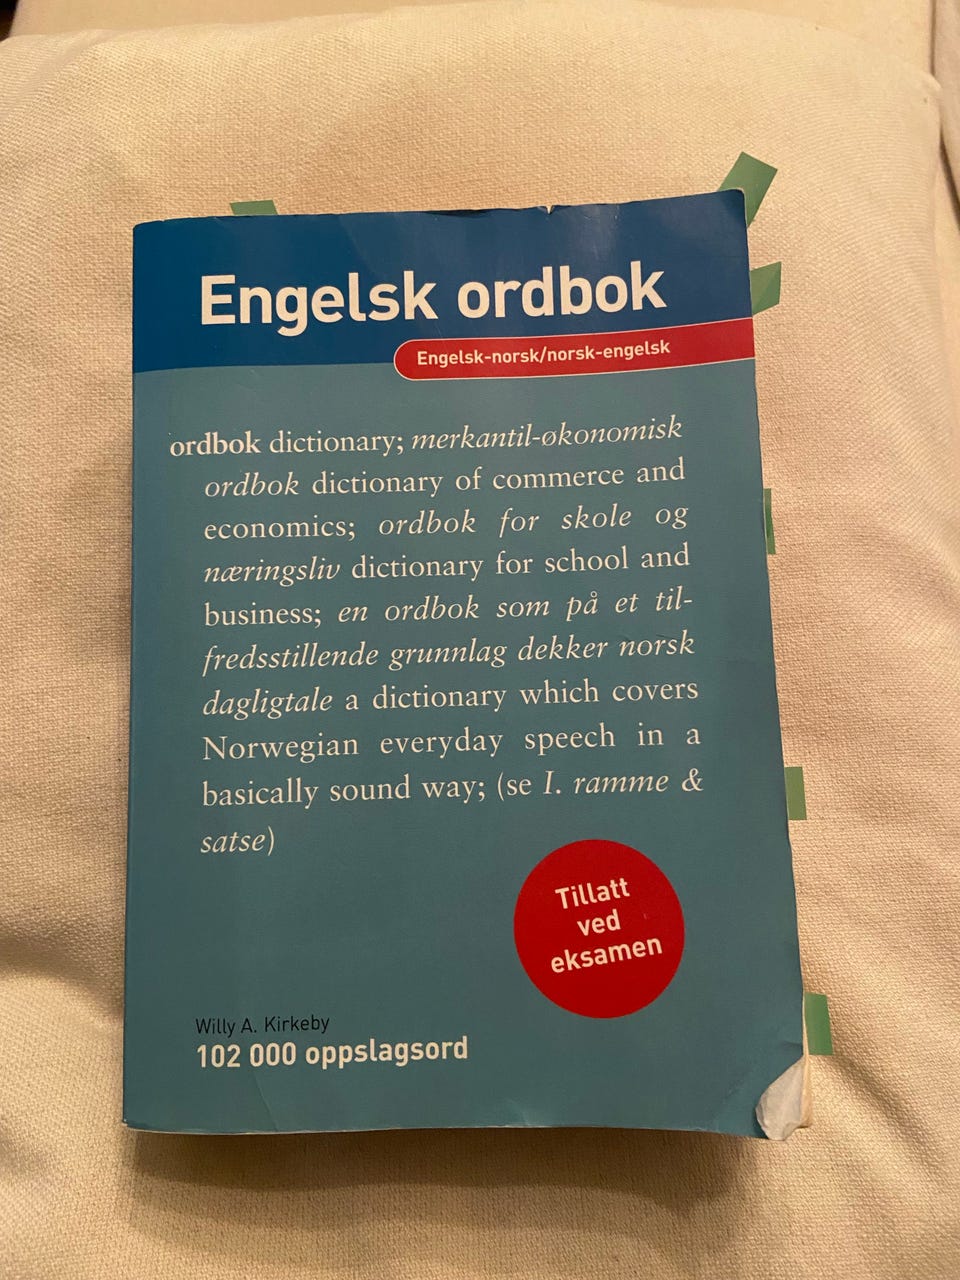 Engelsk ordbok
Engelsk-norsk/norsk-engelsk
ordbok dictionary; merkantil-økonomisk
ordbok dictionary of commerce and
economics; ordbok for skole og
næringsliv dictionary for school and
business; en ordbok som på et til-
fredsstillende grunnlag dekker norsk
dagligtale a dictionary which covers
Norwegian everyday speech in a
basically sound way; (se I. ramme &
satse)
Tillatt
ved
eksamen
Willy A. Kirkeby
102 000 oppslagsord